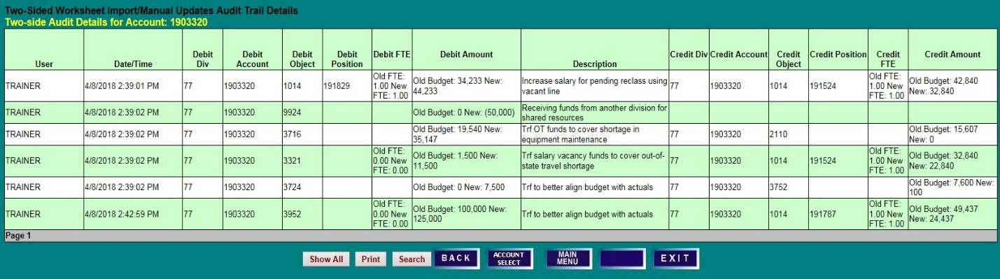 Two-Sided Worksheet Import/Manual Updates Audit Trail Details
Two-side Audit Details for Account: 1903320
User Date/Time Debit Div Debit Account Debit Object Debit Position Debit FTE Debit Amount Description Credit Div Credit Account Credit Object Credit Position Credit FTE Credit Amount
TRAINER 4/8/2018 2:39:01 PM 77 1903320 1014 191829 Old FTE: 1.00 New FTE: 1.00 Old Budget: 34,233 New: 44,233 Increase salary for pending reclass using vacant line 77 1903320 1014 191524 Old FTE: 1.00 New FTE: 1.00 Old Budget: 42,840 New: 32,840
TRAINER 4/8/2018 2:39:02 PM 77 1903320 9924 Old Budget: 0 New: (50,000) Receiving funds from another division for shared resources
TRAINER 4/8/2018 2:39:02 PM 77 1903320 3716 Old Budget: 19,540 New: 35,147 Trf OT funds to cover shortage in equipment maintenance 77 1903320 2110 Old Budget: 15,607 New: 0
TRAINER 4/8/2018 2:39:02 PM 77 1903320 3321 Old FTE: 0.00 New FTE: 0.00 Old Budget: 1,500 New: 11,500 Trf salary vacancy funds to cover out-of-state travel shortage 77 1903320 1014 191524 Old FTE: 1.00 New FTE: 1.00 Old Budget: 32,840 New: 22,840
TRAINER 4/8/2018 2:39:02 PM 77 1903320 3724 Old Budget: 0 New: 7,500 Trf to better align budget with actuals 77 1903320 3752 Old Budget: 7,600 New: 100
TRAINER 4/8/2018 2:42:59 PM 77 1903320 3952 Old FTE: 0.00 New FTE: 0.00 Old Budget: 100,000 New: 125,000 Trf to better align budget with actuals 77 1903320 1014 191787 Old FTE: 1.00 New FTE: 1.00 Old Budget: 49,437 New: 24,437
Page 1
Show All Print Search BACK ACCOUNT SELECT MAIN MENU EXIT